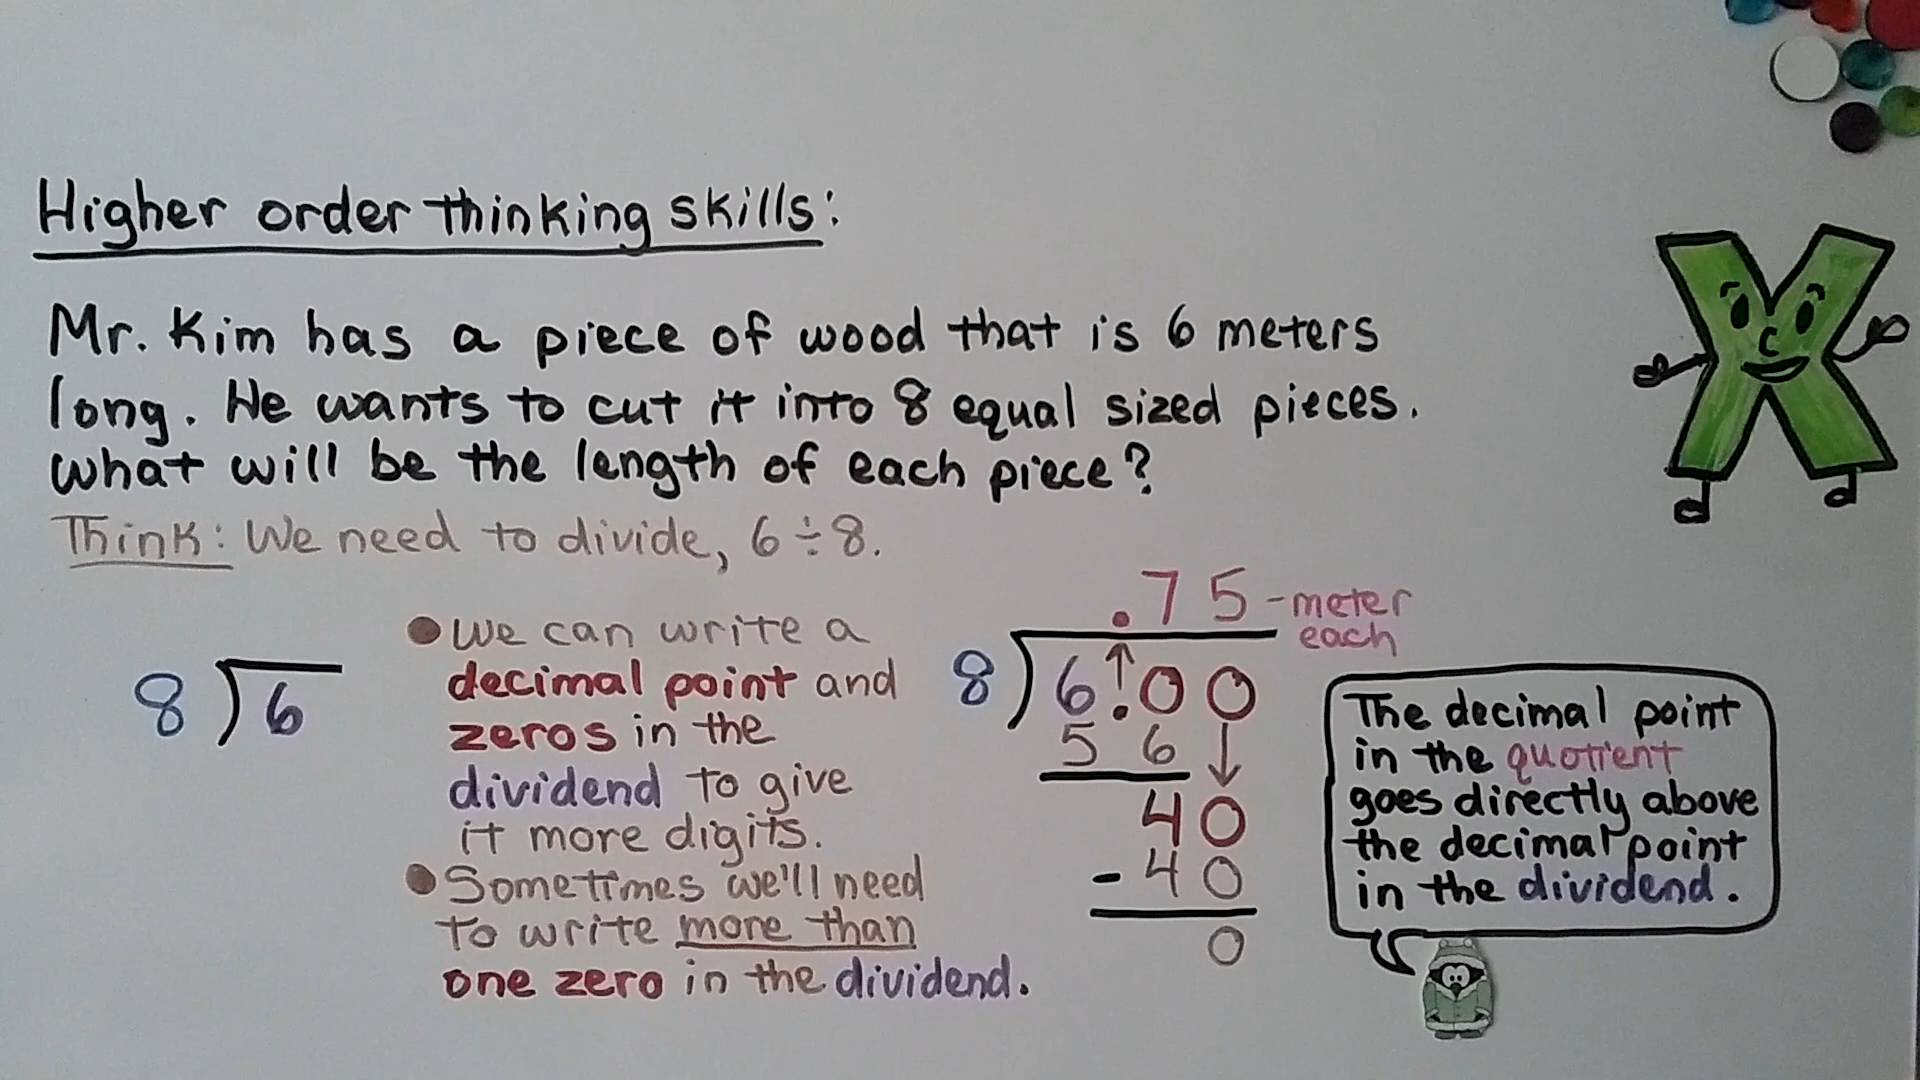 Higher order thinking skills:
Mr. Kim has a piece of wood that is 6 meters
long. He wants to cut it into 8 equal sized pieces.
What will be the length of each piece?
Think: We need to divide, 6÷8.
8)6
• We can write a
decimal point and
zeros in the
dividend to give
it more digits.
• Sometimes we'll need
to write more than
one zero in the dividend.
.75 - meter
each
8)6.00
56
40
- 40
0
The decimal point
in the quotient
goes directly above
the decimal point
in the dividend.